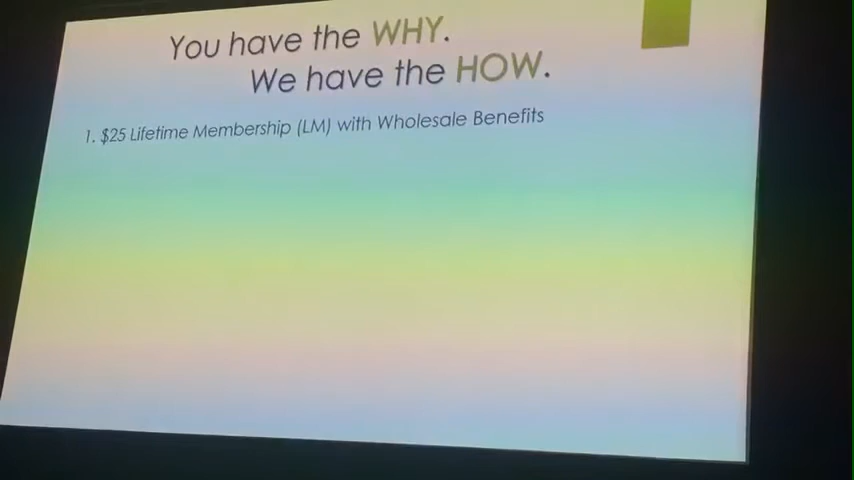 You have the WHY.
We have the HOW.
1. $25 Lifetime Membership (LM) with Wholesale Benefits